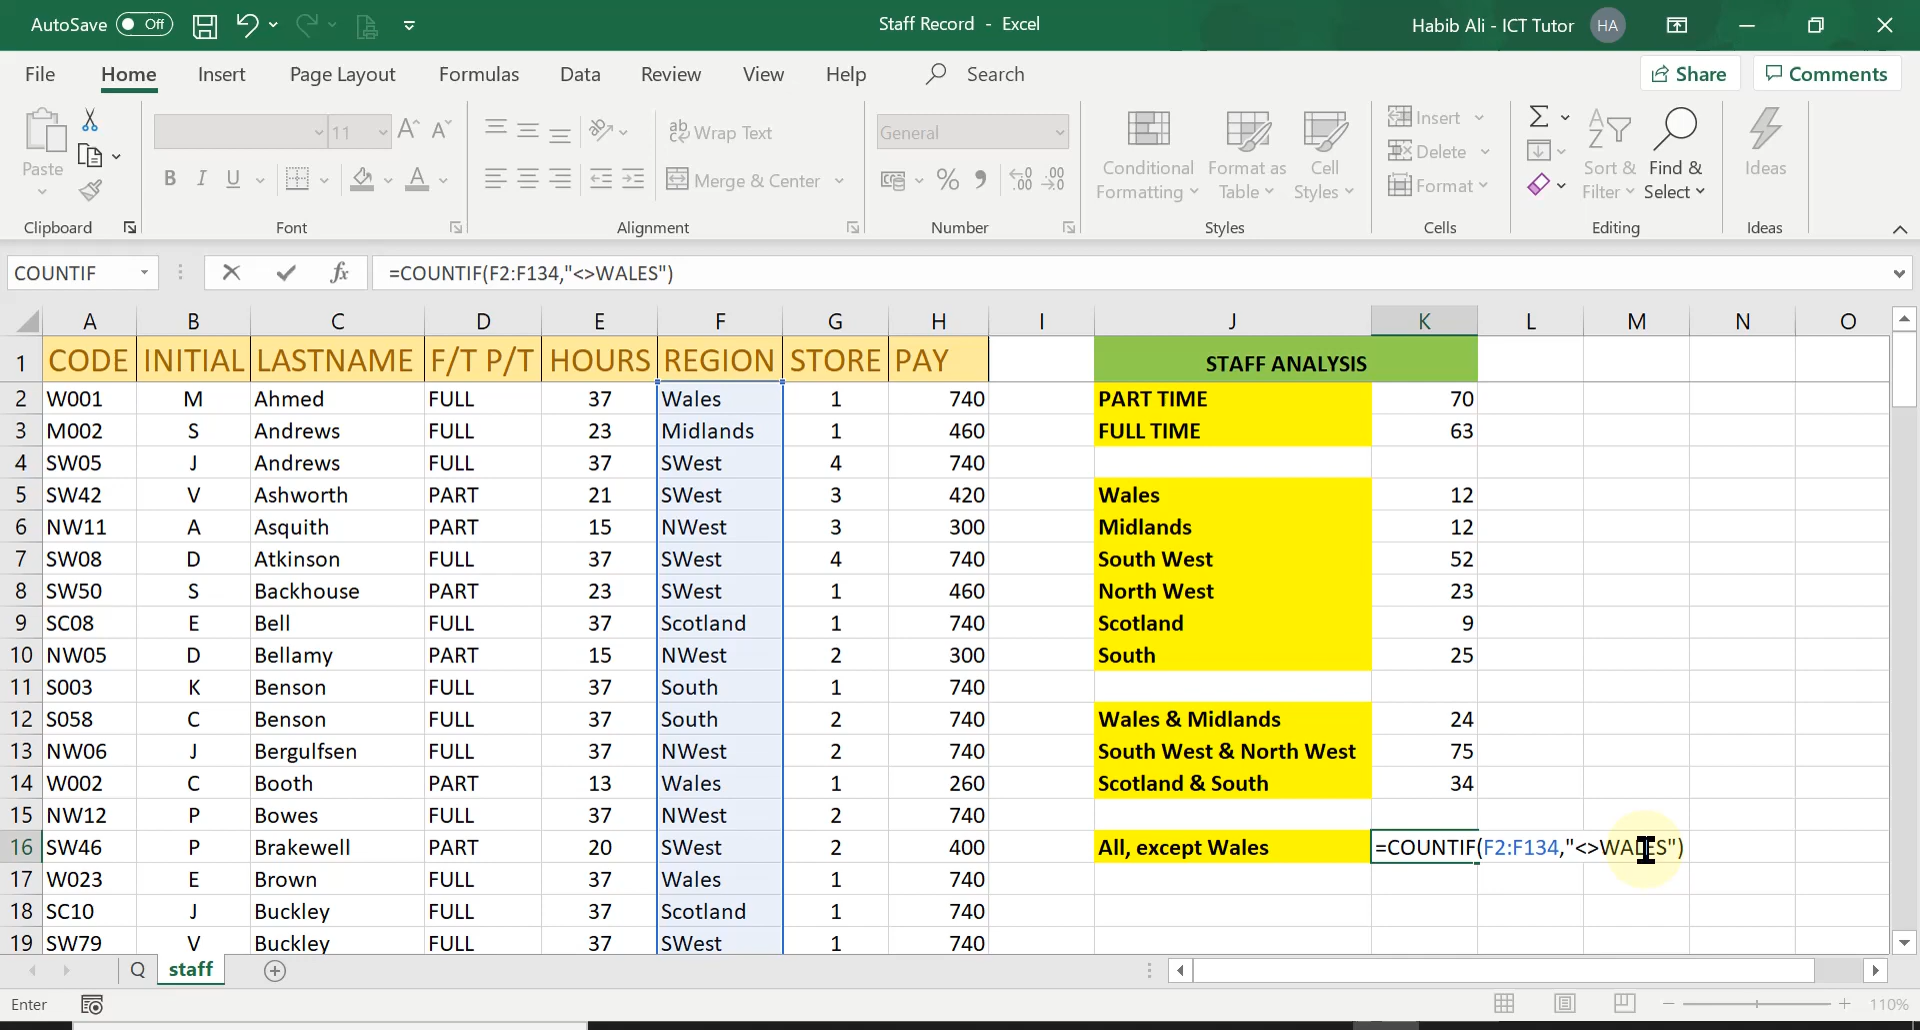 AutoSave Off Staff Record - Excel Habib Ali - ICT Tutor HA
File Home Insert Page Layout Formulas Data Review View Help Search Share Comments
11 ab Wrap Text General Insert
Paste Conditional Format as Cell Delete Sort & Find & Ideas
B I U A Merge & Center % Formatting Table Styles Format Filter Select
Clipboard Font Alignment Number Styles Cells Editing Ideas
COUNTIF fx =COUNTIF(F2:F134,"<>WALES")
A B C D E F G H I J K L M N O
1 CODE INITIAL LASTNAME F/T P/T HOURS REGION STORE PAY STAFF ANALYSIS
2 W001 M Ahmed FULL 37 Wales 1 740 PART TIME 70
3 M002 S Andrews FULL 23 Midlands 1 460 FULL TIME 63
4 SW05 J Andrews FULL 37 SWest 4 740
5 SW42 V Ashworth PART 21 SWest 3 420 Wales 12
6 NW11 A Asquith PART 15 NWest 3 300 Midlands 12
7 SW08 D Atkinson FULL 37 SWest 4 740 South West 52
8 SW50 S Backhouse PART 23 SWest 1 460 North West 23
9 SC08 E Bell FULL 37 Scotland 1 740 Scotland 9
10 NW05 D Bellamy PART 15 NWest 2 300 South 25
11 S003 K Benson FULL 37 South 1 740
12 S058 C Benson FULL 37 South 2 740 Wales & Midlands 24
13 NW06 J Bergulfsen FULL 37 NWest 2 740 South West & North West 75
14 W002 C Booth PART 13 Wales 1 260 Scotland & South 34
15 NW12 P Bowes FULL 37 NWest 2 740
16 SW46 P Brakewell PART 20 SWest 2 400 All, except Wales =COUNTIF(F2:F134,"<>WALES")
17 W023 E Brown FULL 37 Wales 1 740
18 SC10 J Buckley FULL 37 Scotland 1 740
19 SW79 V Buckley FULL 37 SWest 1 740
Q staff
Enter 110%